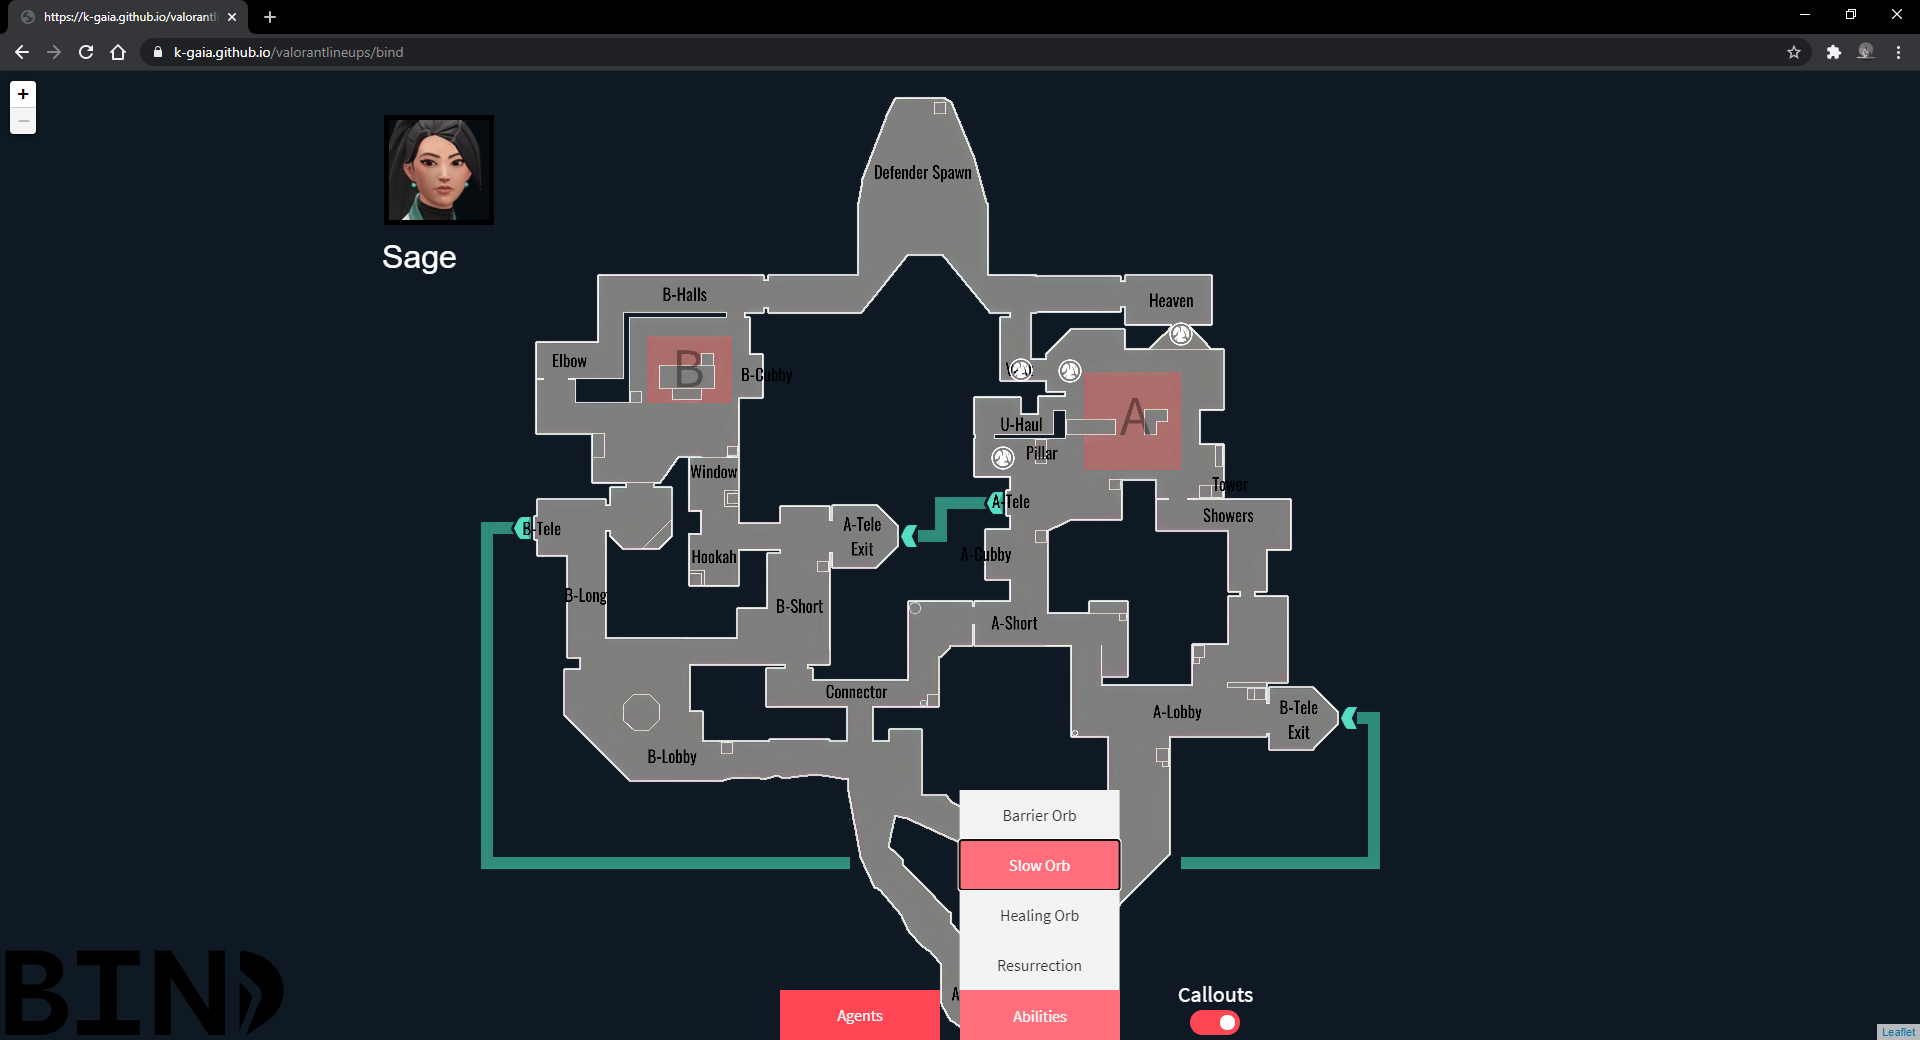 https://k-gaia.github.io/valorantli
k-gaia.github.io/valorantlineups/bind
+
−
Sage
Defender Spawn
B-Halls
Heaven
Elbow
B
B-Cubby
A
U-Haul
Pillar
Window
Tower
A-Tele
Showers
B-Tele
A-Tele
Exit
Hookah
A-Cubby
B-Long
B-Short
A-Short
Connector
A-Lobby
B-Tele
Exit
B-Lobby
Barrier Orb
Slow Orb
Healing Orb
Resurrection
Agents
Abilities
Callouts
BIND
Leaflet